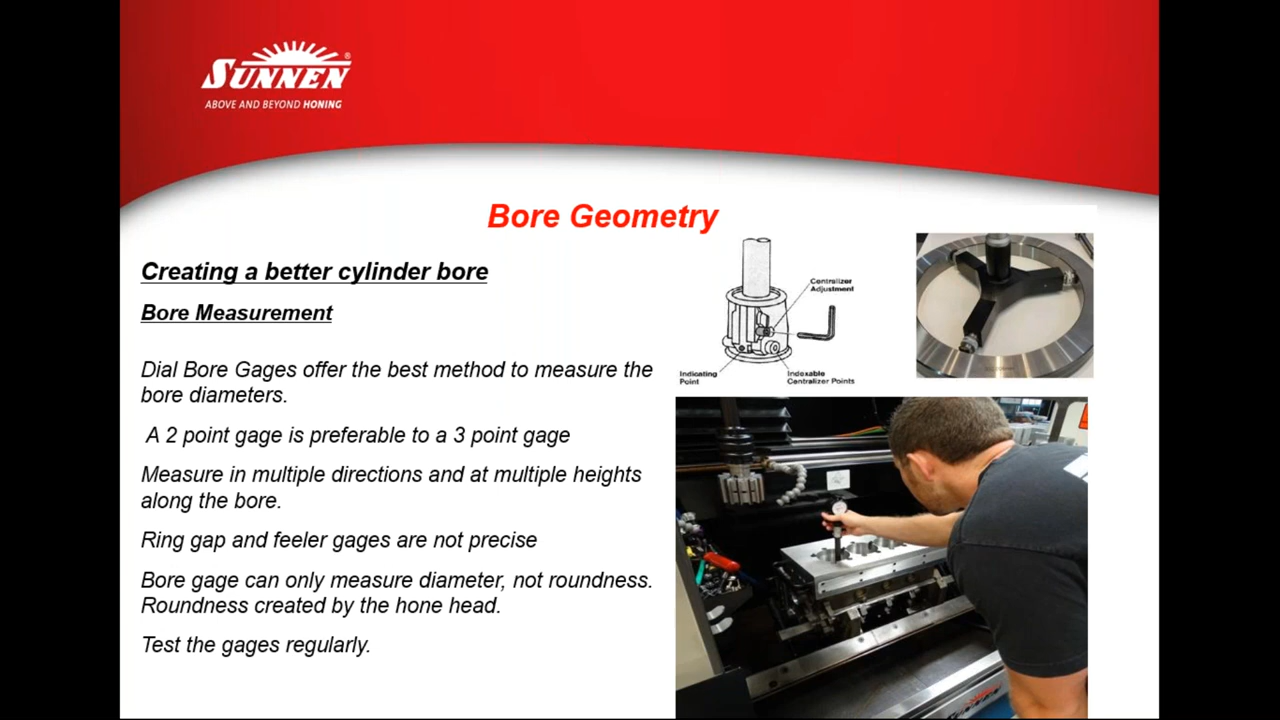 SUNNEN®
ABOVE AND BEYOND HONING
Bore Geometry
Creating a better cylinder bore
Bore Measurement
Dial Bore Gages offer the best method to measure the
bore diameters.
A 2 point gage is preferable to a 3 point gage
Measure in multiple directions and at multiple heights
along the bore.
Ring gap and feeler gages are not precise
Bore gage can only measure diameter, not roundness.
Roundness created by the hone head.
Test the gages regularly.
Centralizer
Adjustment
Indicating
Point
Indexable
Centralizer Points